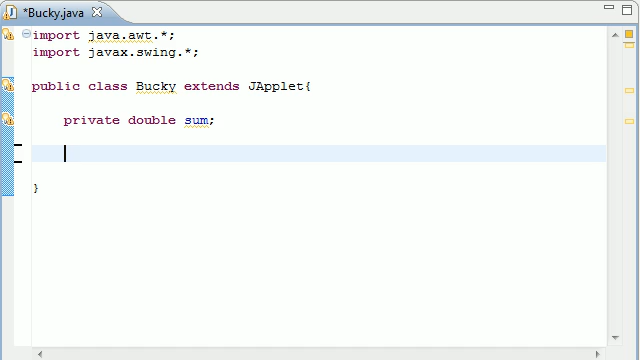 *Bucky.java
import java.awt.*;
import javax.swing.*;
public class Bucky extends JApplet{
private double sum;
}